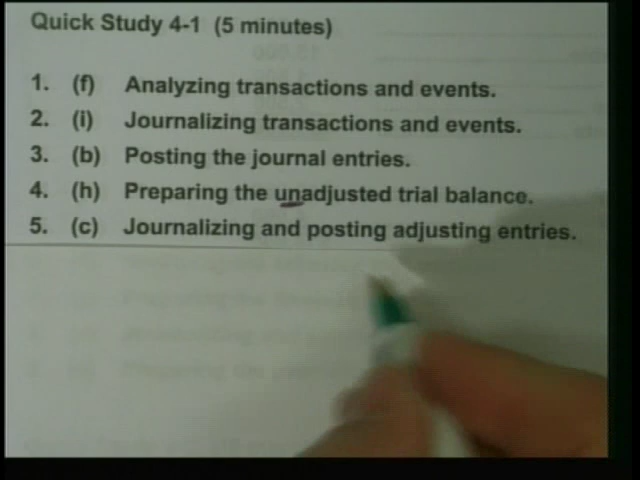 Quick Study 4-1 (5 minutes)
1. (f) Analyzing transactions and events.
2. (i) Journalizing transactions and events.
3. (b) Posting the journal entries.
4. (h) Preparing the unadjusted trial balance.
5. (c) Journalizing and posting adjusting entries.